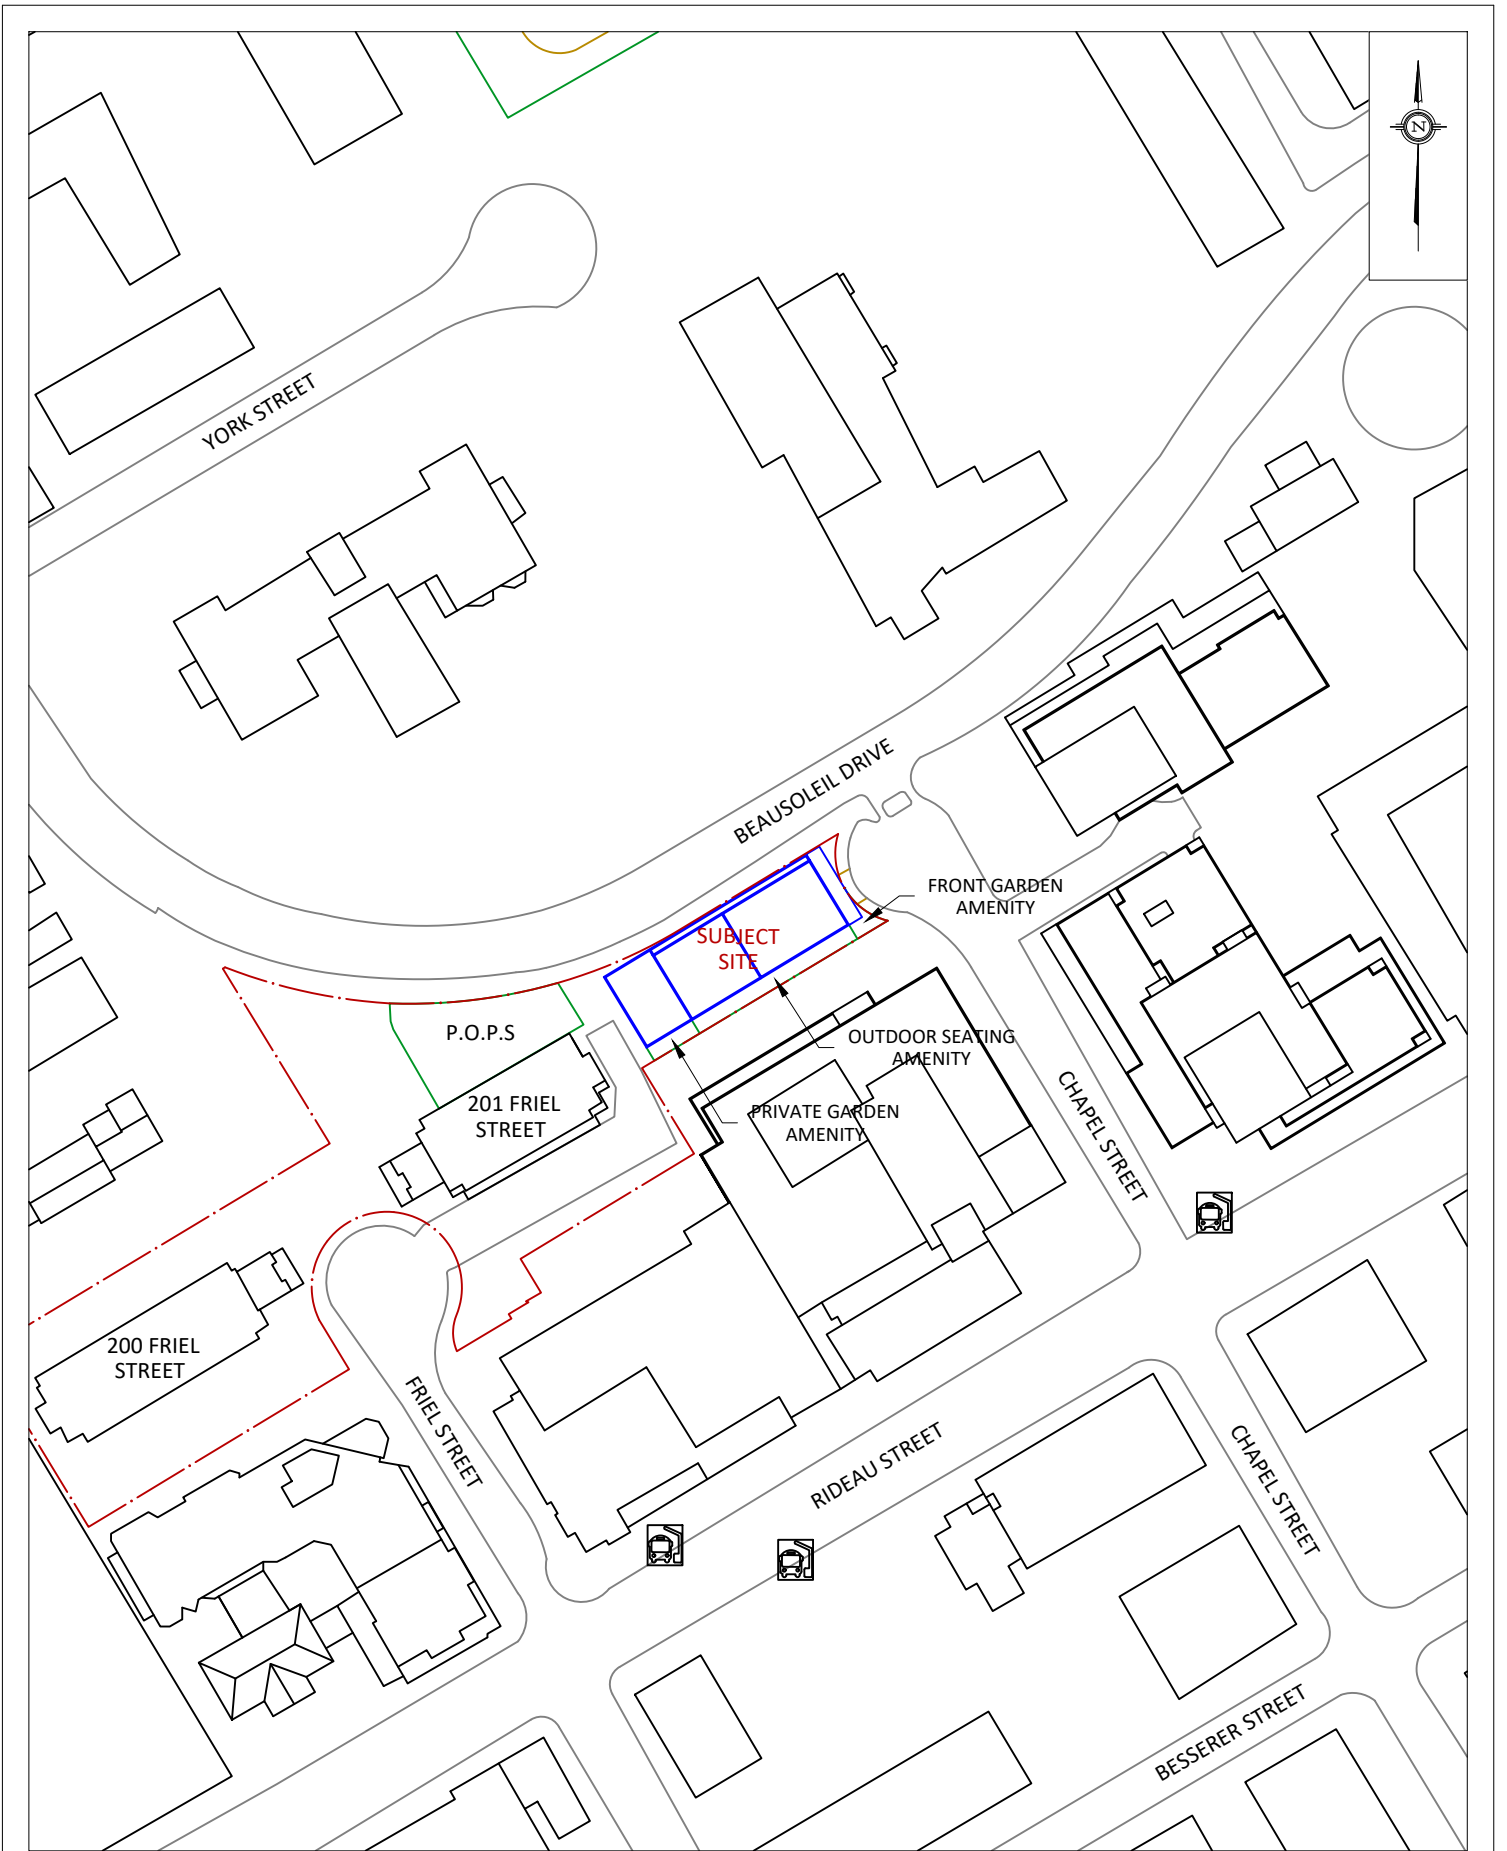 N
YORK STREET
BEAUSOLEIL DRIVE
FRONT GARDEN
AMENITY
SUBJECT
SITE
P.O.P.S
OUTDOOR SEATING
AMENITY
201 FRIEL
STREET
PRIVATE GARDEN
AMENITY
CHAPEL STREET
200 FRIEL
STREET
FRIEL STREET
RIDEAU STREET
CHAPEL STREET
BESSERER STREET